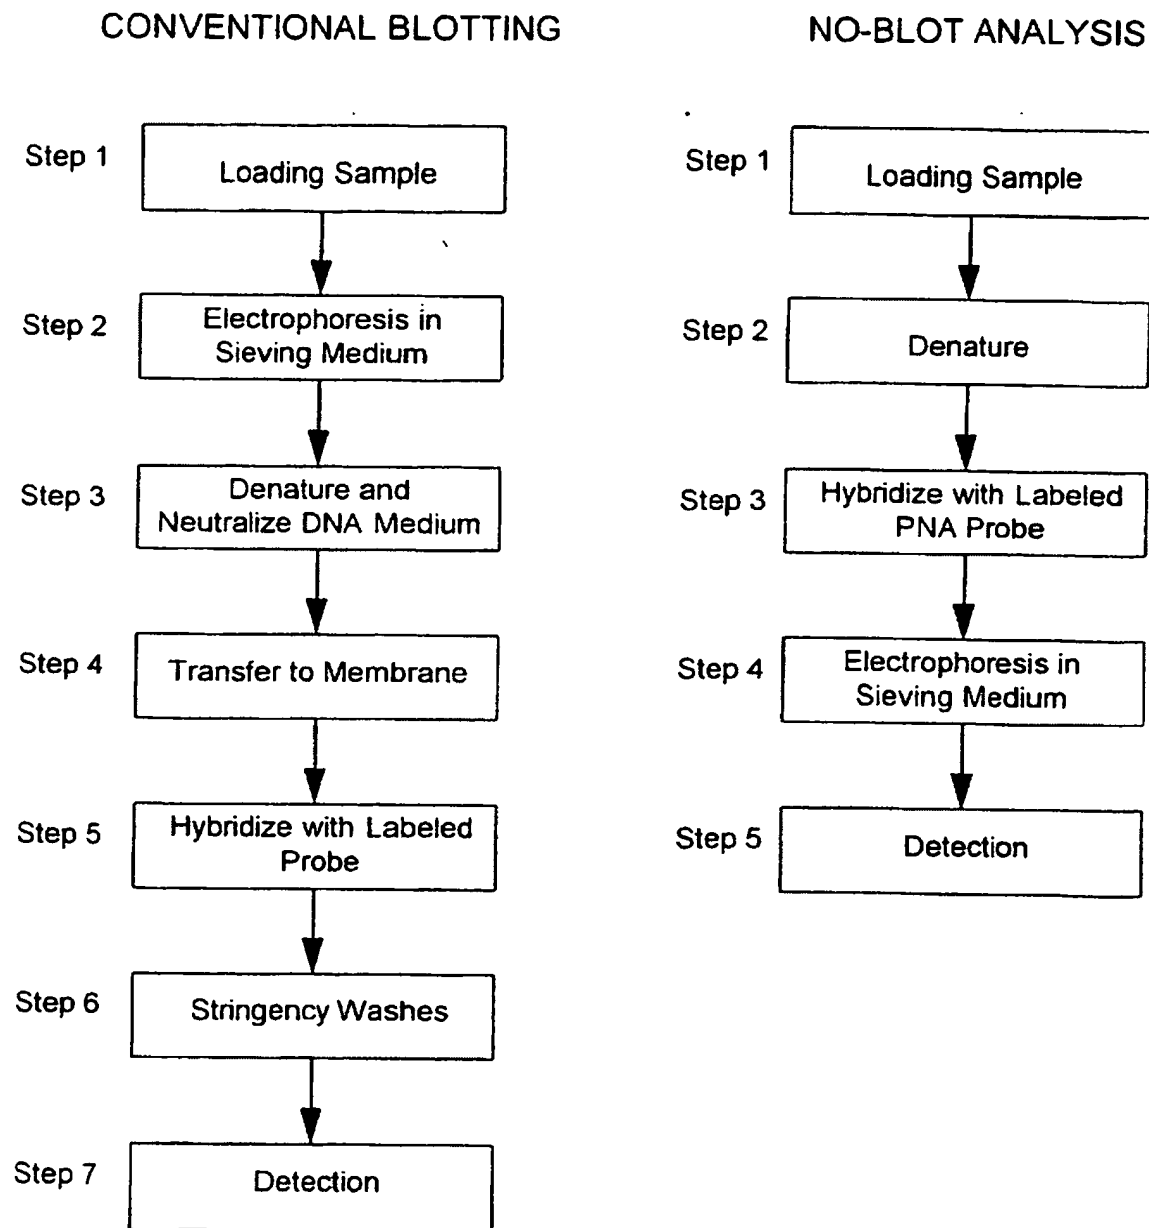 CONVENTIONAL BLOTTING
Step 1
Loading Sample
Step 2
Electrophoresis in
Sieving Medium
Step 3
Denature and
Neutralize DNA Medium
Step 4
Transfer to Membrane
Step 5
Hybridize with Labeled
Probe
Step 6
Stringency Washes
Step 7
Detection
NO-BLOT ANALYSIS
Step 1
Loading Sample
Step 2
Denature
Step 3
Hybridize with Labeled
PNA Probe
Step 4
Electrophoresis in
Sieving Medium
Step 5
Detection